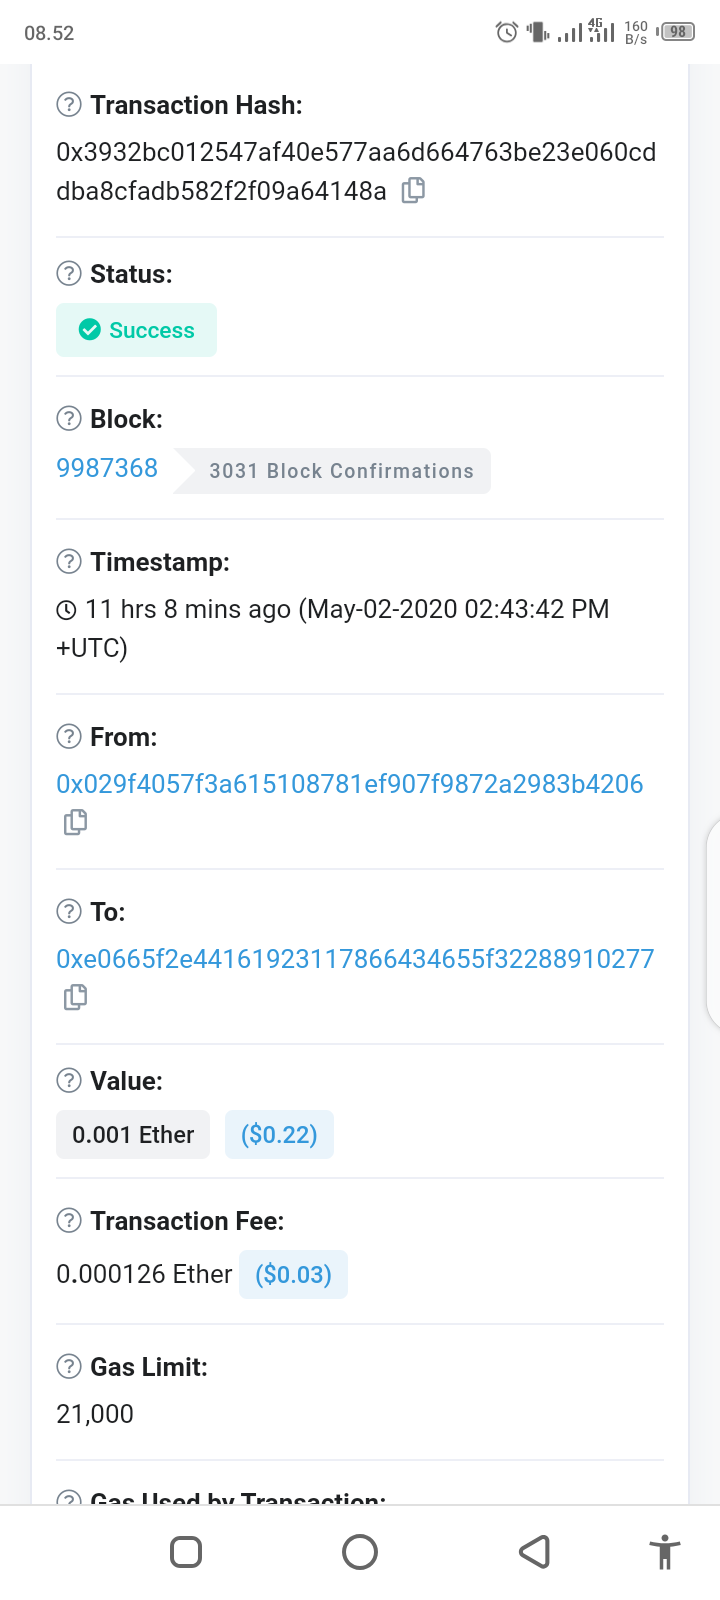 08.52
4G
160
B/s
98
Transaction Hash:
0x3932bc012547af40e577aa6d664763be23e060cd
dba8cfadb582f2f09a64148a
Status:
Success
Block:
9987368
3031 Block Confirmations
Timestamp:
11 hrs 8 mins ago (May-02-2020 02:43:42 PM
+UTC)
From:
0x029f4057f3a615108781ef907f9872a2983b4206
To:
0xe0665f2e44161923117866434655f32288910277
Value:
0.001 Ether
($0.22)
Transaction Fee:
0.000126 Ether
($0.03)
Gas Limit:
21,000
Gas Used by Transaction: